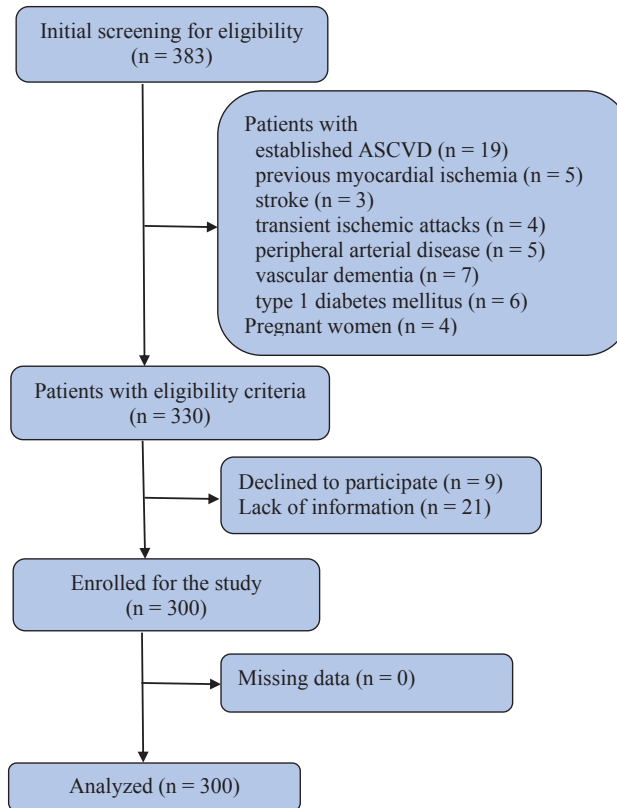 Initial screening for eligibility
(n = 383)
Patients with
established ASCVD (n = 19)
previous myocardial ischemia (n = 5)
stroke (n = 3)
transient ischemic attacks (n = 4)
peripheral arterial disease (n = 5)
vascular dementia (n = 7)
type 1 diabetes mellitus (n = 6)
Pregnant women (n = 4)
Patients with eligibility criteria
(n = 330)
Declined to participate (n = 9)
Lack of information (n = 21)
Enrolled for the study
(n = 300)
Missing data (n = 0)
Analyzed (n = 300)